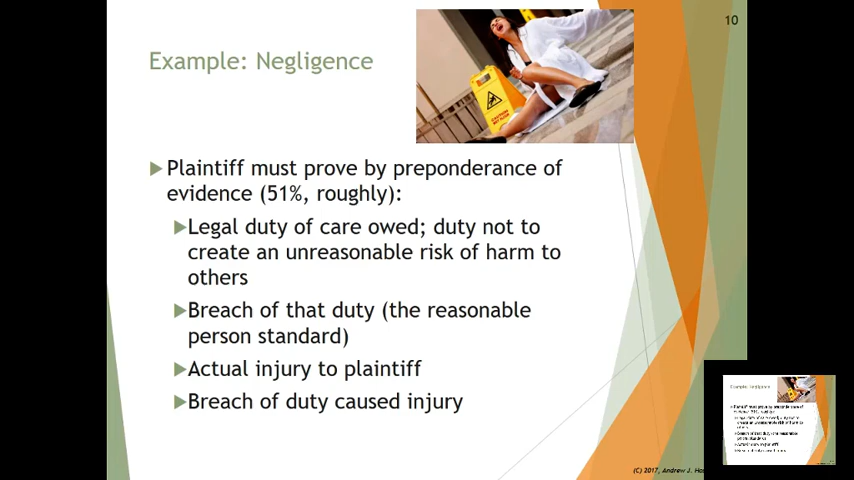 10
Example: Negligence
Plaintiff must prove by preponderance of
evidence (51%, roughly):
Legal duty of care owed; duty not to
create an unreasonable risk of harm to
others
Breach of that duty (the reasonable
person standard)
Actual injury to plaintiff
Breach of duty caused injury
(C) 2017, Andrew J.